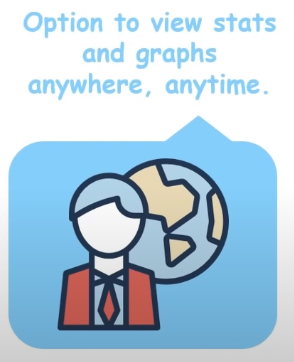 Option to view stats
and graphs
anywhere, anytime.